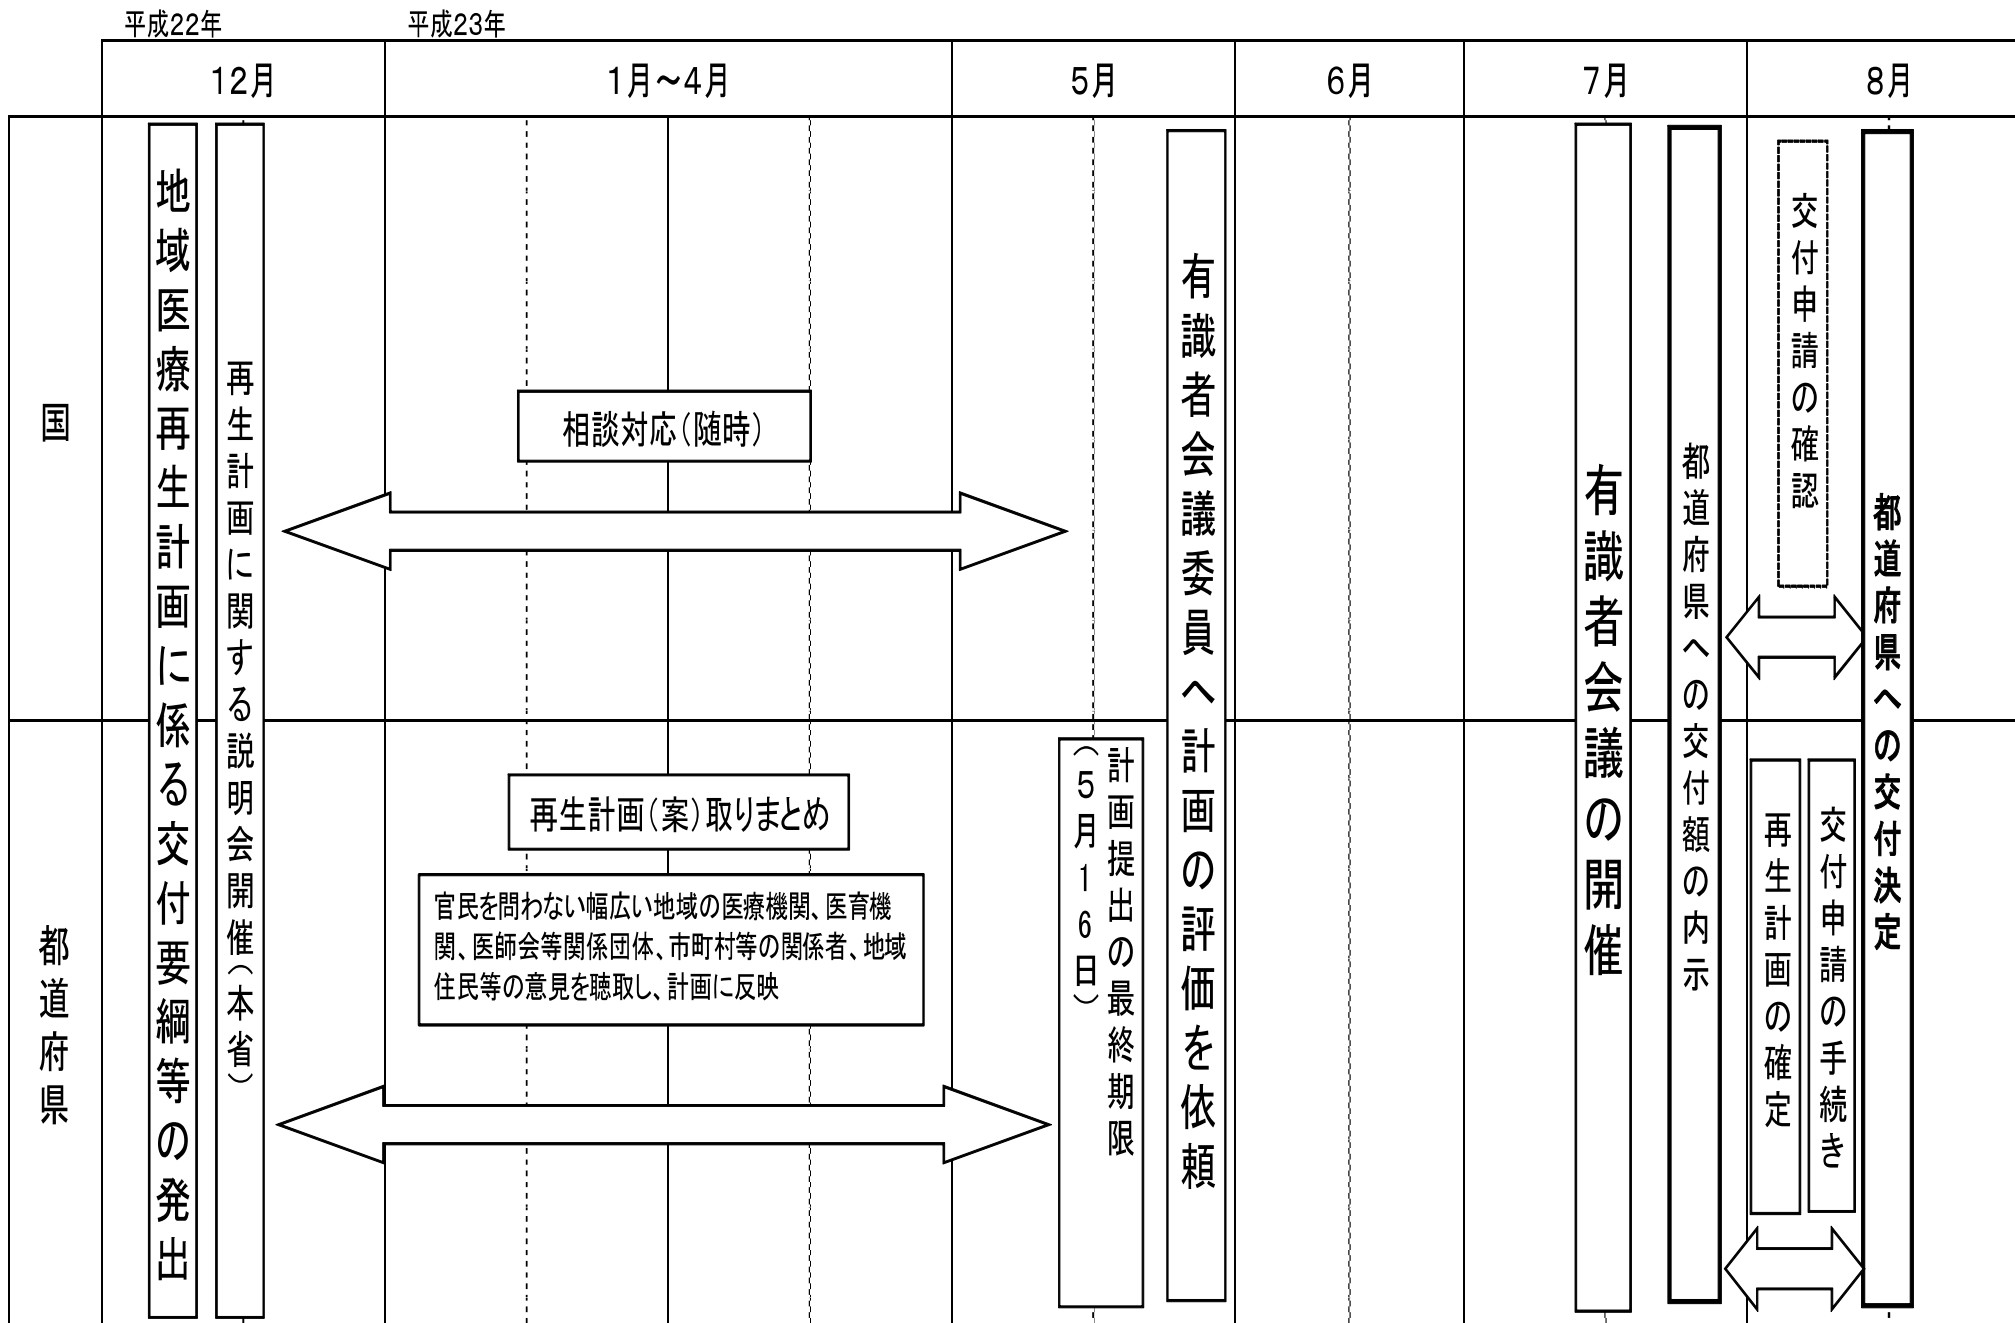 平成22年
平成23年
12月
1月～4月
5月
6月
7月
8月
国
都道府県
地域医療再生計画に係る交付要綱等の発出
再生計画に関する説明会開催（本省）
相談対応（随時）
再生計画（案）取りまとめ
官民を問わない幅広い地域の医療機関、医育機
関、医師会等関係団体、市町村等の関係者、地域
住民等の意見を聴取し、計画に反映
計画提出の最終期限
（5月16日）
有識者会議委員へ計画の評価を依頼
有識者会議の開催
都道府県への交付額の内示
交付申請の確認
再生計画の確定
交付申請の手続き
都道府県への交付決定